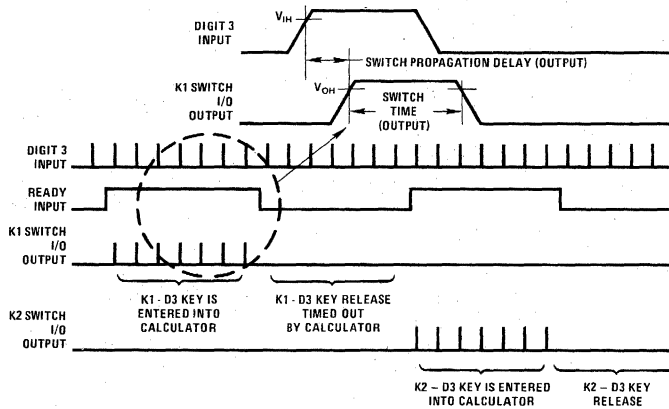 DIGIT 3
INPUT
VIH
SWITCH PROPAGATION DELAY (OUTPUT)
K1 SWITCH
I/O
OUTPUT
VOH
SWITCH
TIME
(OUTPUT)
DIGIT 3
INPUT
READY
INPUT
K1 SWITCH
I/O
OUTPUT
K1 - D3 KEY IS
ENTERED INTO
CALCULATOR
K1 - D3 KEY RELEASE
TIMED OUT
BY CALCULATOR
K2 SWITCH
I/O
OUTPUT
K2 – D3 KEY IS ENTERED
INTO CALCULATOR
K2 – D3 KEY
RELEASE